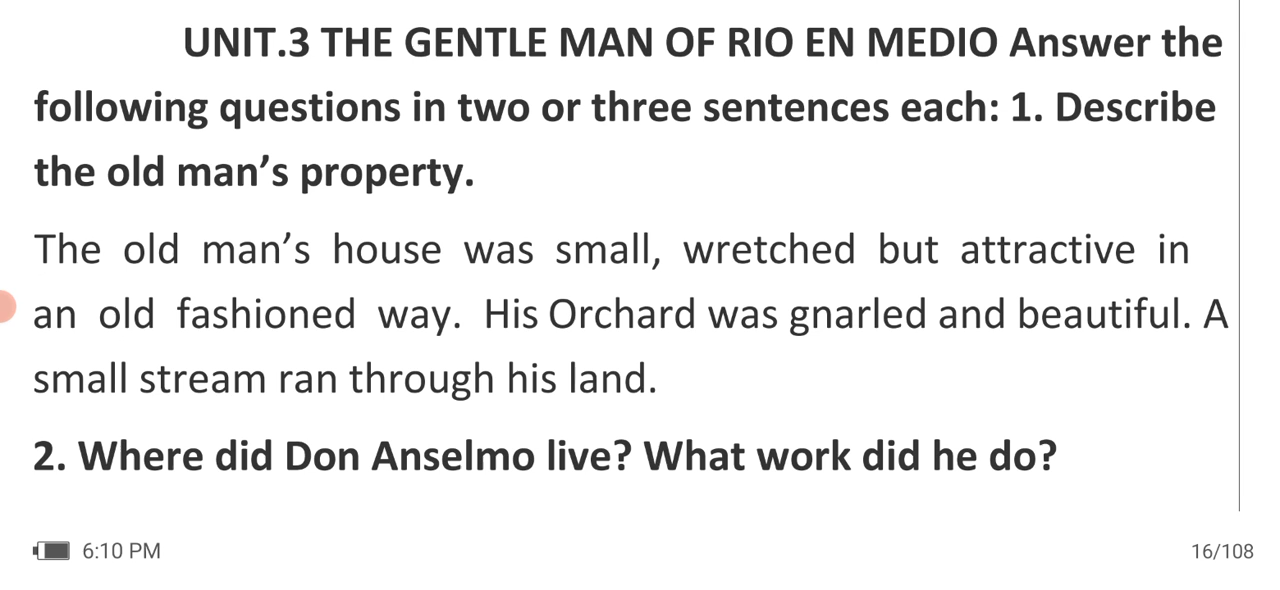 UNIT.3 THE GENTLE MAN OF RIO EN MEDIO Answer the
following questions in two or three sentences each: 1. Describe
the old man’s property.
The old man’s house was small, wretched but attractive in
an old fashioned way. His Orchard was gnarled and beautiful. A
small stream ran through his land.
2. Where did Don Anselmo live? What work did he do?
6:10 PM
16/108